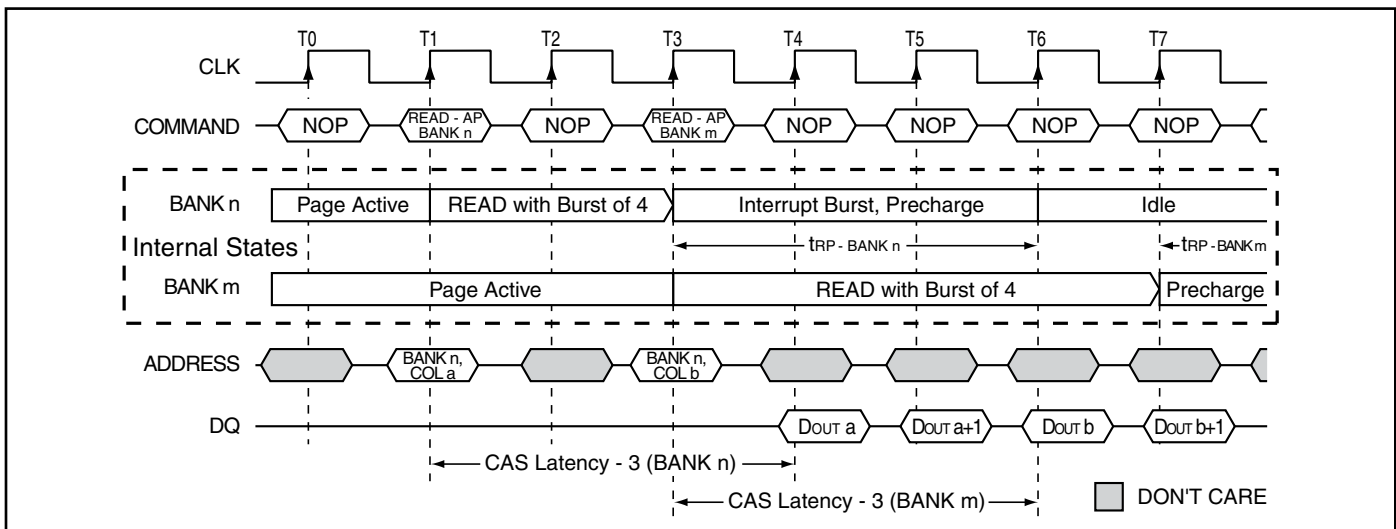 T0 T1 T2 T3 T4 T5 T6 T7
CLK
COMMAND NOP READ - AP BANK n NOP READ - AP BANK m NOP NOP NOP NOP
BANK n Page Active READ with Burst of 4 Interrupt Burst, Precharge Idle
Internal States tRP - BANK n tRP - BANK m
BANK m Page Active READ with Burst of 4 Precharge
ADDRESS BANK n, COL a BANK n, COL b
DQ DOUT a DOUT a+1 DOUT b DOUT b+1
CAS Latency - 3 (BANK n)
CAS Latency - 3 (BANK m) DON'T CARE